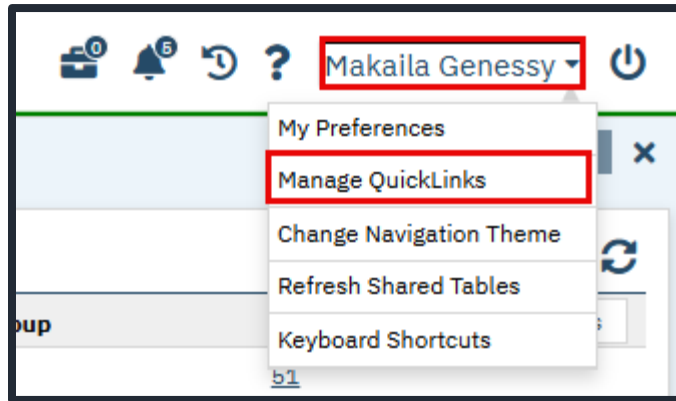 0 5 ? Makaila Genessy
My Preferences
Manage QuickLinks
Change Navigation Theme
Refresh Shared Tables
oup
Keyboard Shortcuts
51